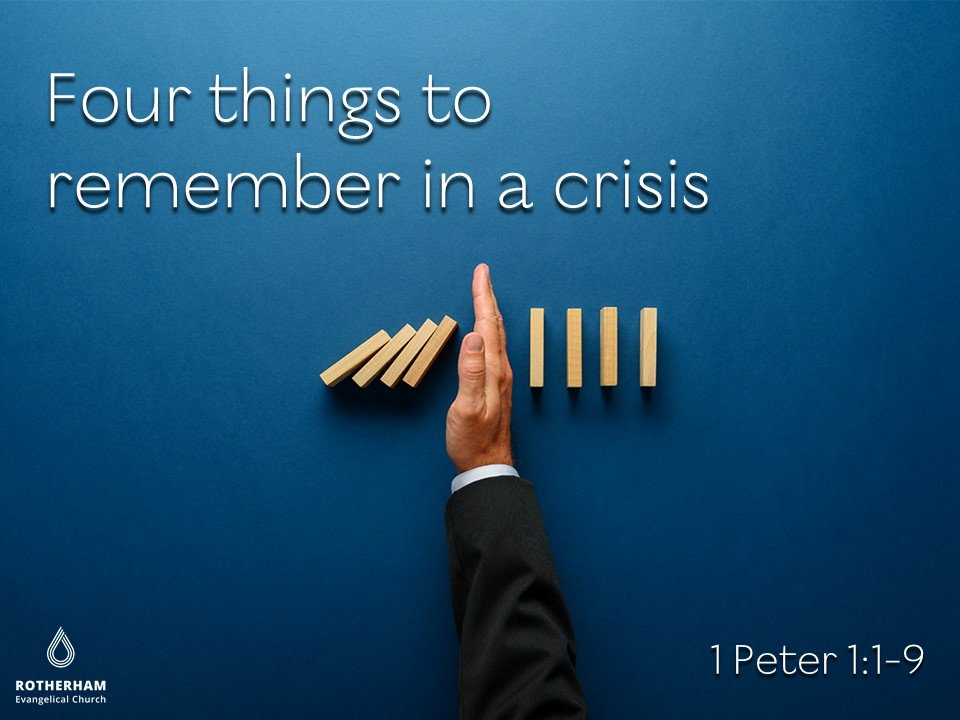 Four things to
remember in a crisis
1 Peter 1:1-9
ROTHERHAM
Evangelical Church